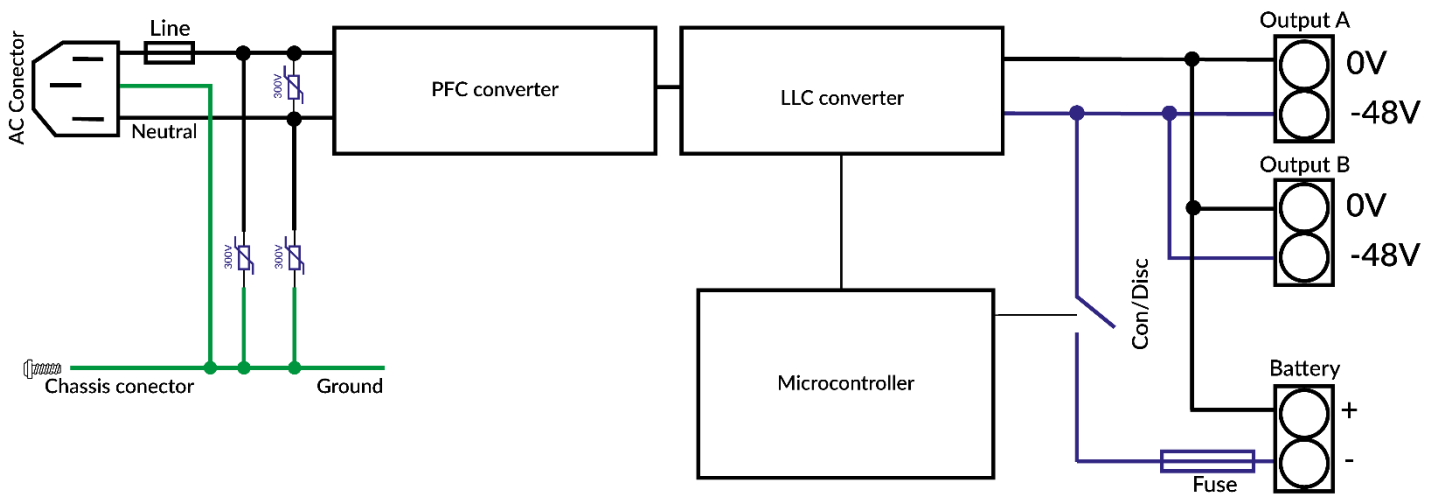 AC Conector
Line
Neutral
300V
300V
300V
Chassis conector
Ground
PFC converter
LLC converter
Microcontroller
Con/Disc
Fuse
Output A
0V
-48V
Output B
0V
-48V
Battery
+
-